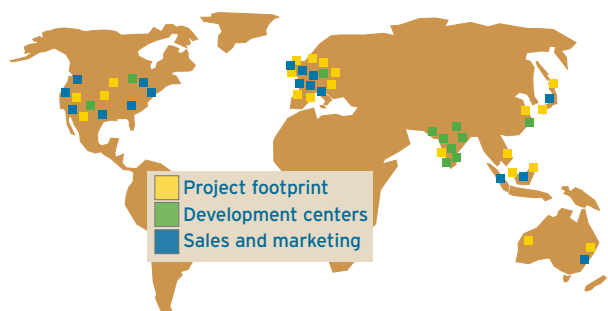 Project footprint
Development centers
Sales and marketing